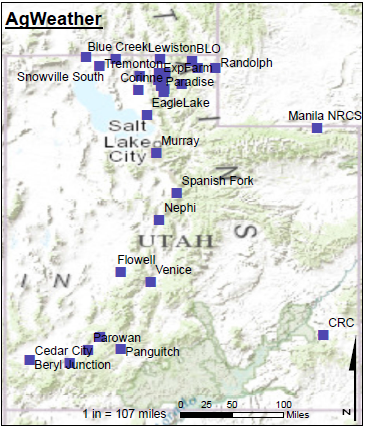 AgWeather
T
Blue Creek
Lewiston
BLO
Tremonton
ExpFarm
Randolph
Snowville South
Corinne
Paradise
EagleLake
I
Manila NRCS
Salt
Lake
City
Murray
N
Spanish Fork
Nephi
S
UTAH
Flowell
Venice
I N
CRC
Parowan
Cedar City
Panguitch
Beryl Junction
1 in = 107 miles
0 25 50 100
Miles
N